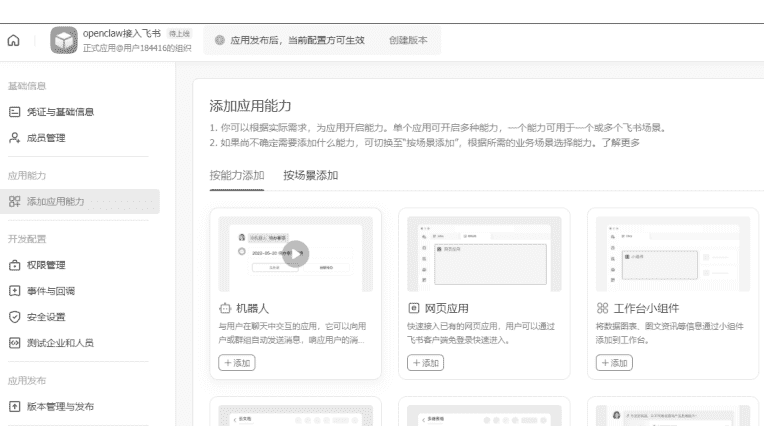 openclaw接入飞书 待上线
正式应用@用户184416的组织
应用发布后，当前配置方可生效 创建版本
基础信息
凭证与基础信息
成员管理
应用能力
添加应用能力
开发配置
权限管理
事件与回调
安全设置
测试企业和人员
应用发布
版本管理与发布
添加应用能力
1. 你可以根据实际需求，为应用开启能力。单个应用可开启多种能力，一个能力可用于一个或多个飞书场景。
2. 如果尚不确定需要添加什么能力，可切换至“按场景添加”，根据所需的业务场景选择能力。了解更多
按能力添加 按场景添加
机器人
与用户在聊天中交互的应用，它可以向用
户或群组自动发送消息，响应用户的消...
+添加
网页应用
网页应用
快速接入已有的网页应用，用户可以通过
飞书客户端免登录快速进入。
+添加
小组件
工作台小组件
将数据图表、图文资讯等信息通过小组件
添加到工作台。
+添加